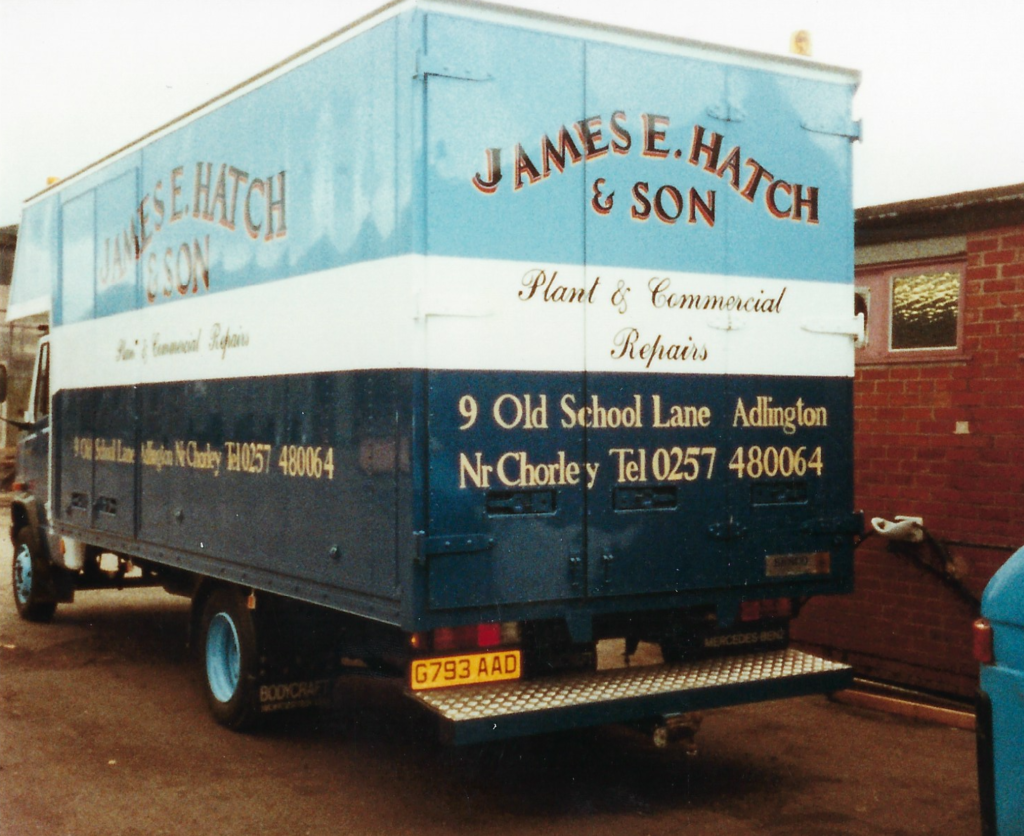 JAMES E. HATCH
& SON
Plant & Commercial
Repairs
9 Old School Lane Adlington
Nr Chorley Tel 0257 480064
JAMES E. HATCH
& SON
Plant & Commercial Repairs
9 Old School Lane Adlington Nr Chorley Tel 0257 480064
G793 AAD
MERCEDES-BENZ
BODYCRAFT